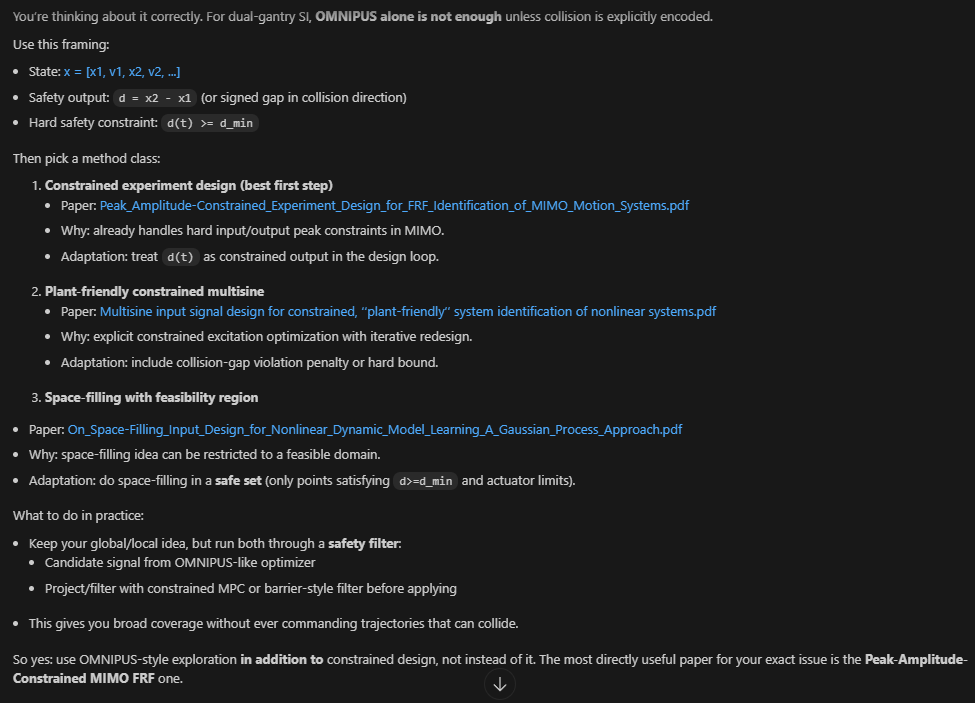 You're thinking about it correctly. For dual-gantry SI, OMNIPUS alone is not enough unless collision is explicitly encoded.
Use this framing:
• State: x = [x1, v1, x2, v2, ...]
• Safety output: d = x2 - x1 (or signed gap in collision direction)
• Hard safety constraint: d(t) >= d_min
Then pick a method class:
1. Constrained experiment design (best first step)
• Paper: Peak_Amplitude-Constrained_Experiment_Design_for_FRF_Identification_of_MIMO_Motion_Systems.pdf
• Why: already handles hard input/output peak constraints in MIMO.
• Adaptation: treat d(t) as constrained output in the design loop.
2. Plant-friendly constrained multisine
• Paper: Multisine input signal design for constrained, “plant-friendly” system identification of nonlinear systems.pdf
• Why: explicit constrained excitation optimization with iterative redesign.
• Adaptation: include collision-gap violation penalty or hard bound.
3. Space-filling with feasibility region
• Paper: On_Space-Filling_Input_Design_for_Nonlinear_Dynamic_Model_Learning_A_Gaussian_Process_Approach.pdf
• Why: space-filling idea can be restricted to a feasible domain.
• Adaptation: do space-filling in a safe set (only points satisfying d>=d_min and actuator limits).
What to do in practice:
• Keep your global/local idea, but run both through a safety filter:
• Candidate signal from OMNIPUS-like optimizer
• Project/filter with constrained MPC or barrier-style filter before applying
• This gives you broad coverage without ever commanding trajectories that can collide.
So yes: use OMNIPUS-style exploration in addition to constrained design, not instead of it. The most directly useful paper for your exact issue is the Peak-Amplitude-
Constrained MIMO FRF one.